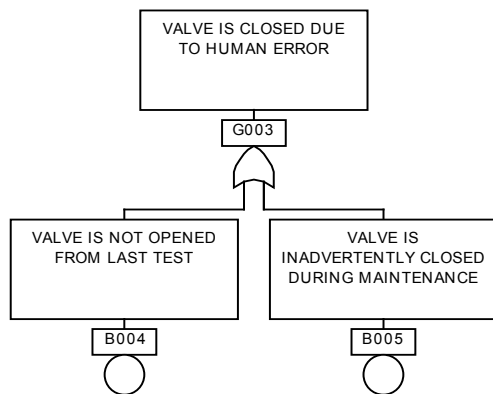 VALVE IS CLOSED DUE
TO HUMAN ERROR
G003
VALVE IS NOT OPENED
FROM LAST TEST
B004
VALVE IS
INADVERTENTLY CLOSED
DURING MAINTENANCE
B005